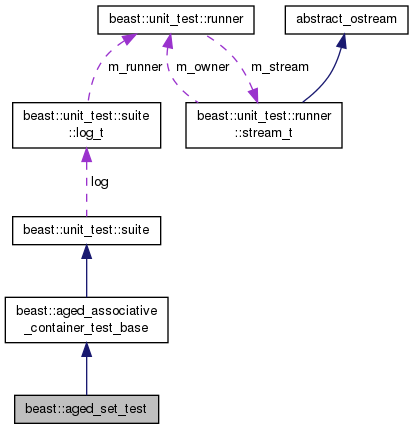 beast::unit_test::runner
abstract_ostream
m_runner
m_owner
m_stream
beast::unit_test::suite
::log_t
beast::unit_test::runner
::stream_t
log
beast::unit_test::suite
beast::aged_associative
_container_test_base
beast::aged_set_test